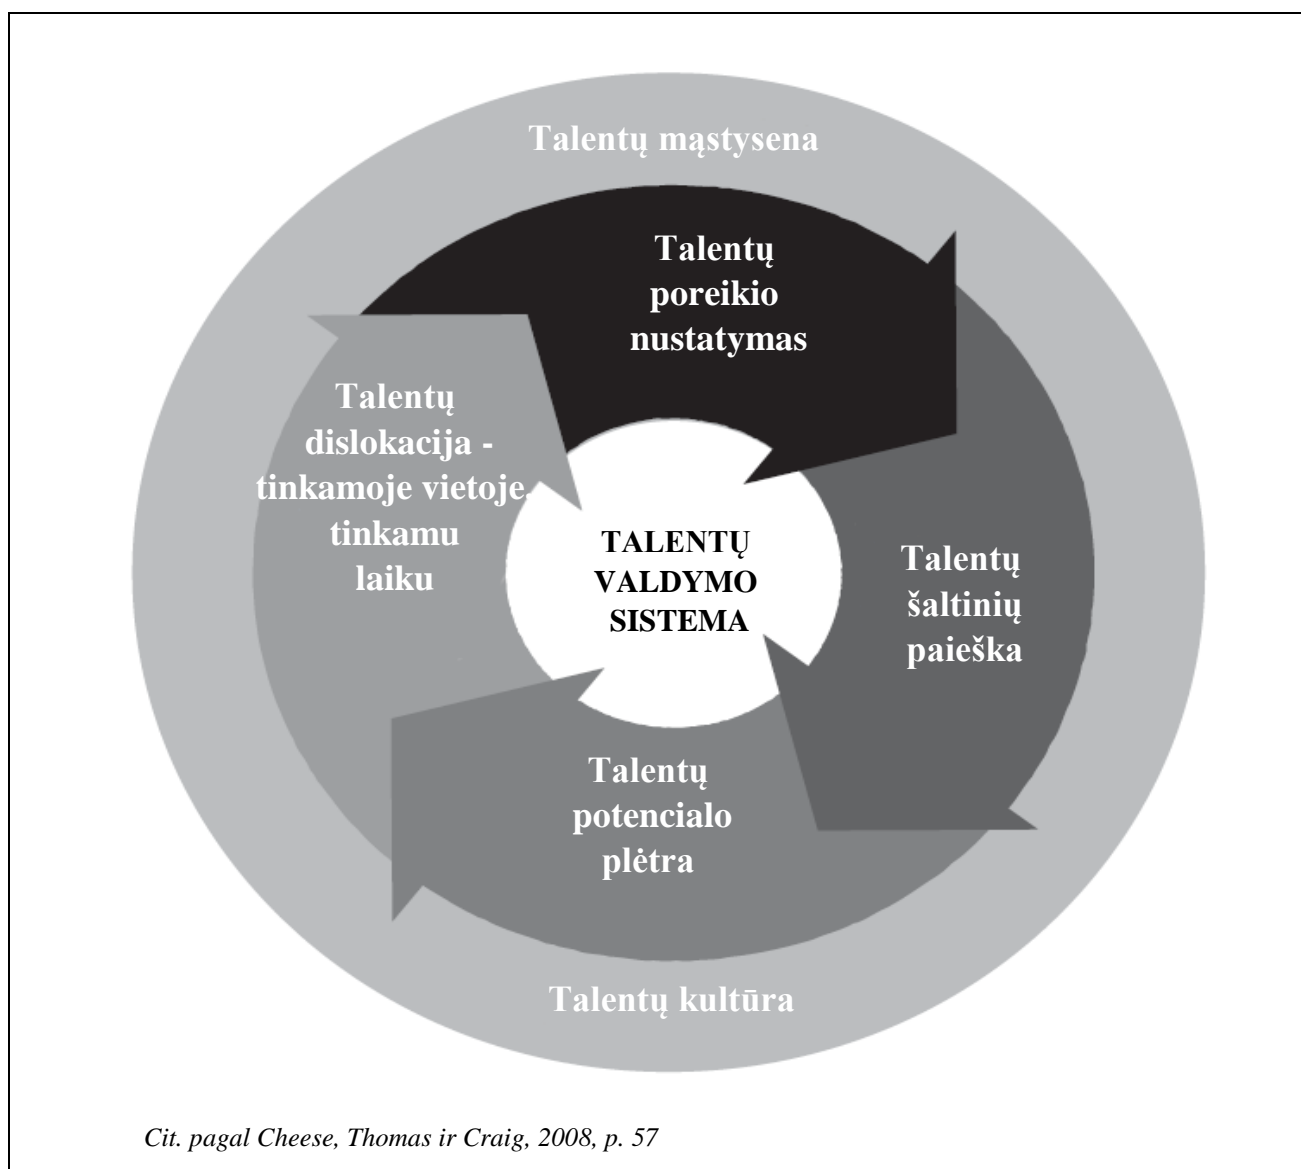 Talentų mąstysena
Talentų
poreikio
nustatymas
Talentų
dislokacija -
tinkamoje vietoje,
tinkamu
laiku
TALENTŲ
VALDYMO
SISTEMA
Talentų
šaltinių
paieška
Talentų
potencialo
plėtra
Talentų kultūra
Cit. pagal Cheese, Thomas ir Craig, 2008, p. 57